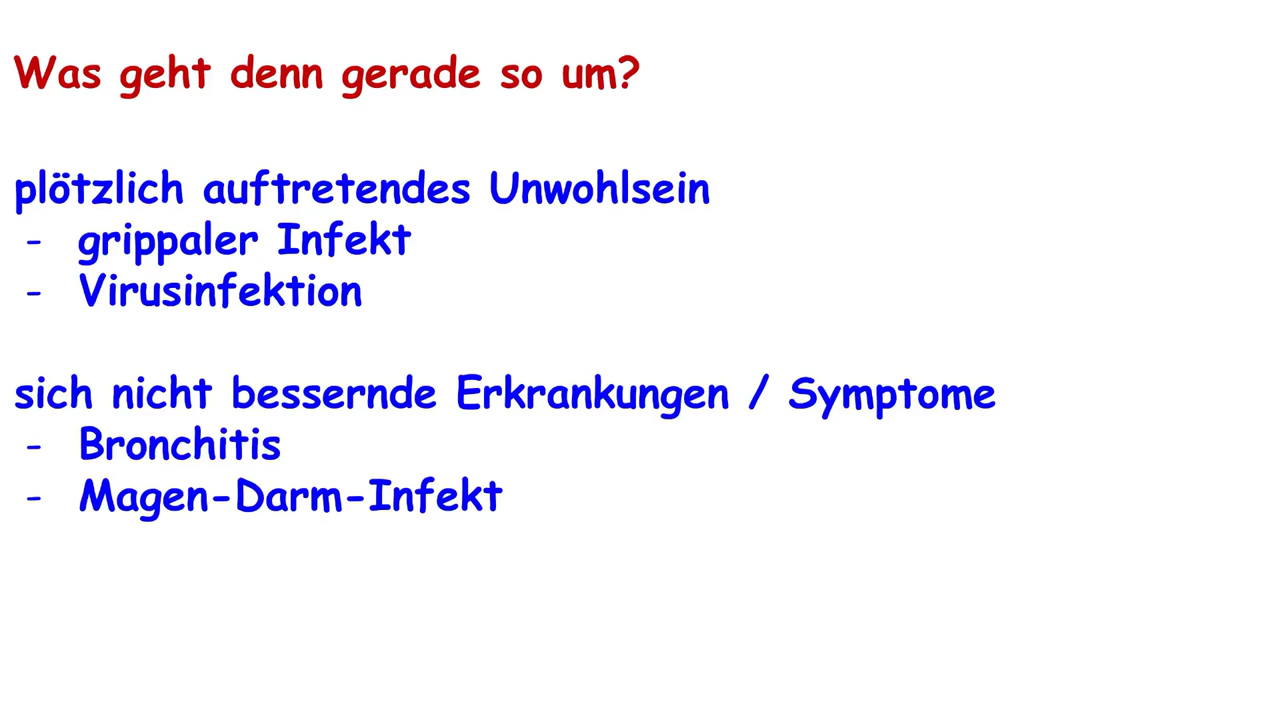 Was geht denn gerade so um?
plötzlich auftretendes Unwohlsein
- grippaler Infekt
- Virusinfektion
sich nicht bessernde Erkrankungen / Symptome
- Bronchitis
- Magen-Darm-Infekt